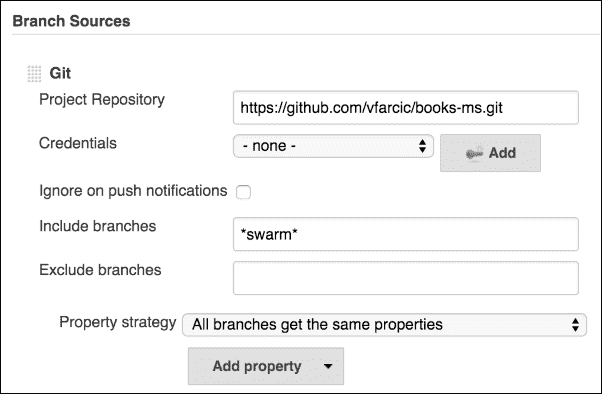 Branch Sources
Git
Project Repository
https://github.com/vfarcic/books-ms.git
Credentials
- none -
Add
Ignore on push notifications
Include branches
*swarm*
Exclude branches
Property strategy
All branches get the same properties
Add property